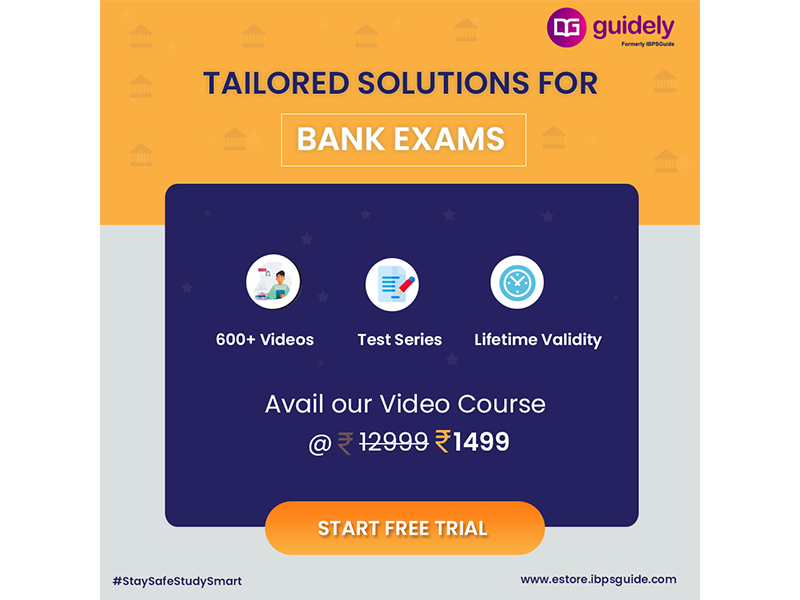 guidely
Formerly IBPSGuide
TAILORED SOLUTIONS FOR
BANK EXAMS
600+ Videos
Test Series
Lifetime Validity
Avail our Video Course
@ ₹ 12999 ₹1499
START FREE TRIAL
#StaySafeStudySmart
www.estore.ibpsguide.com